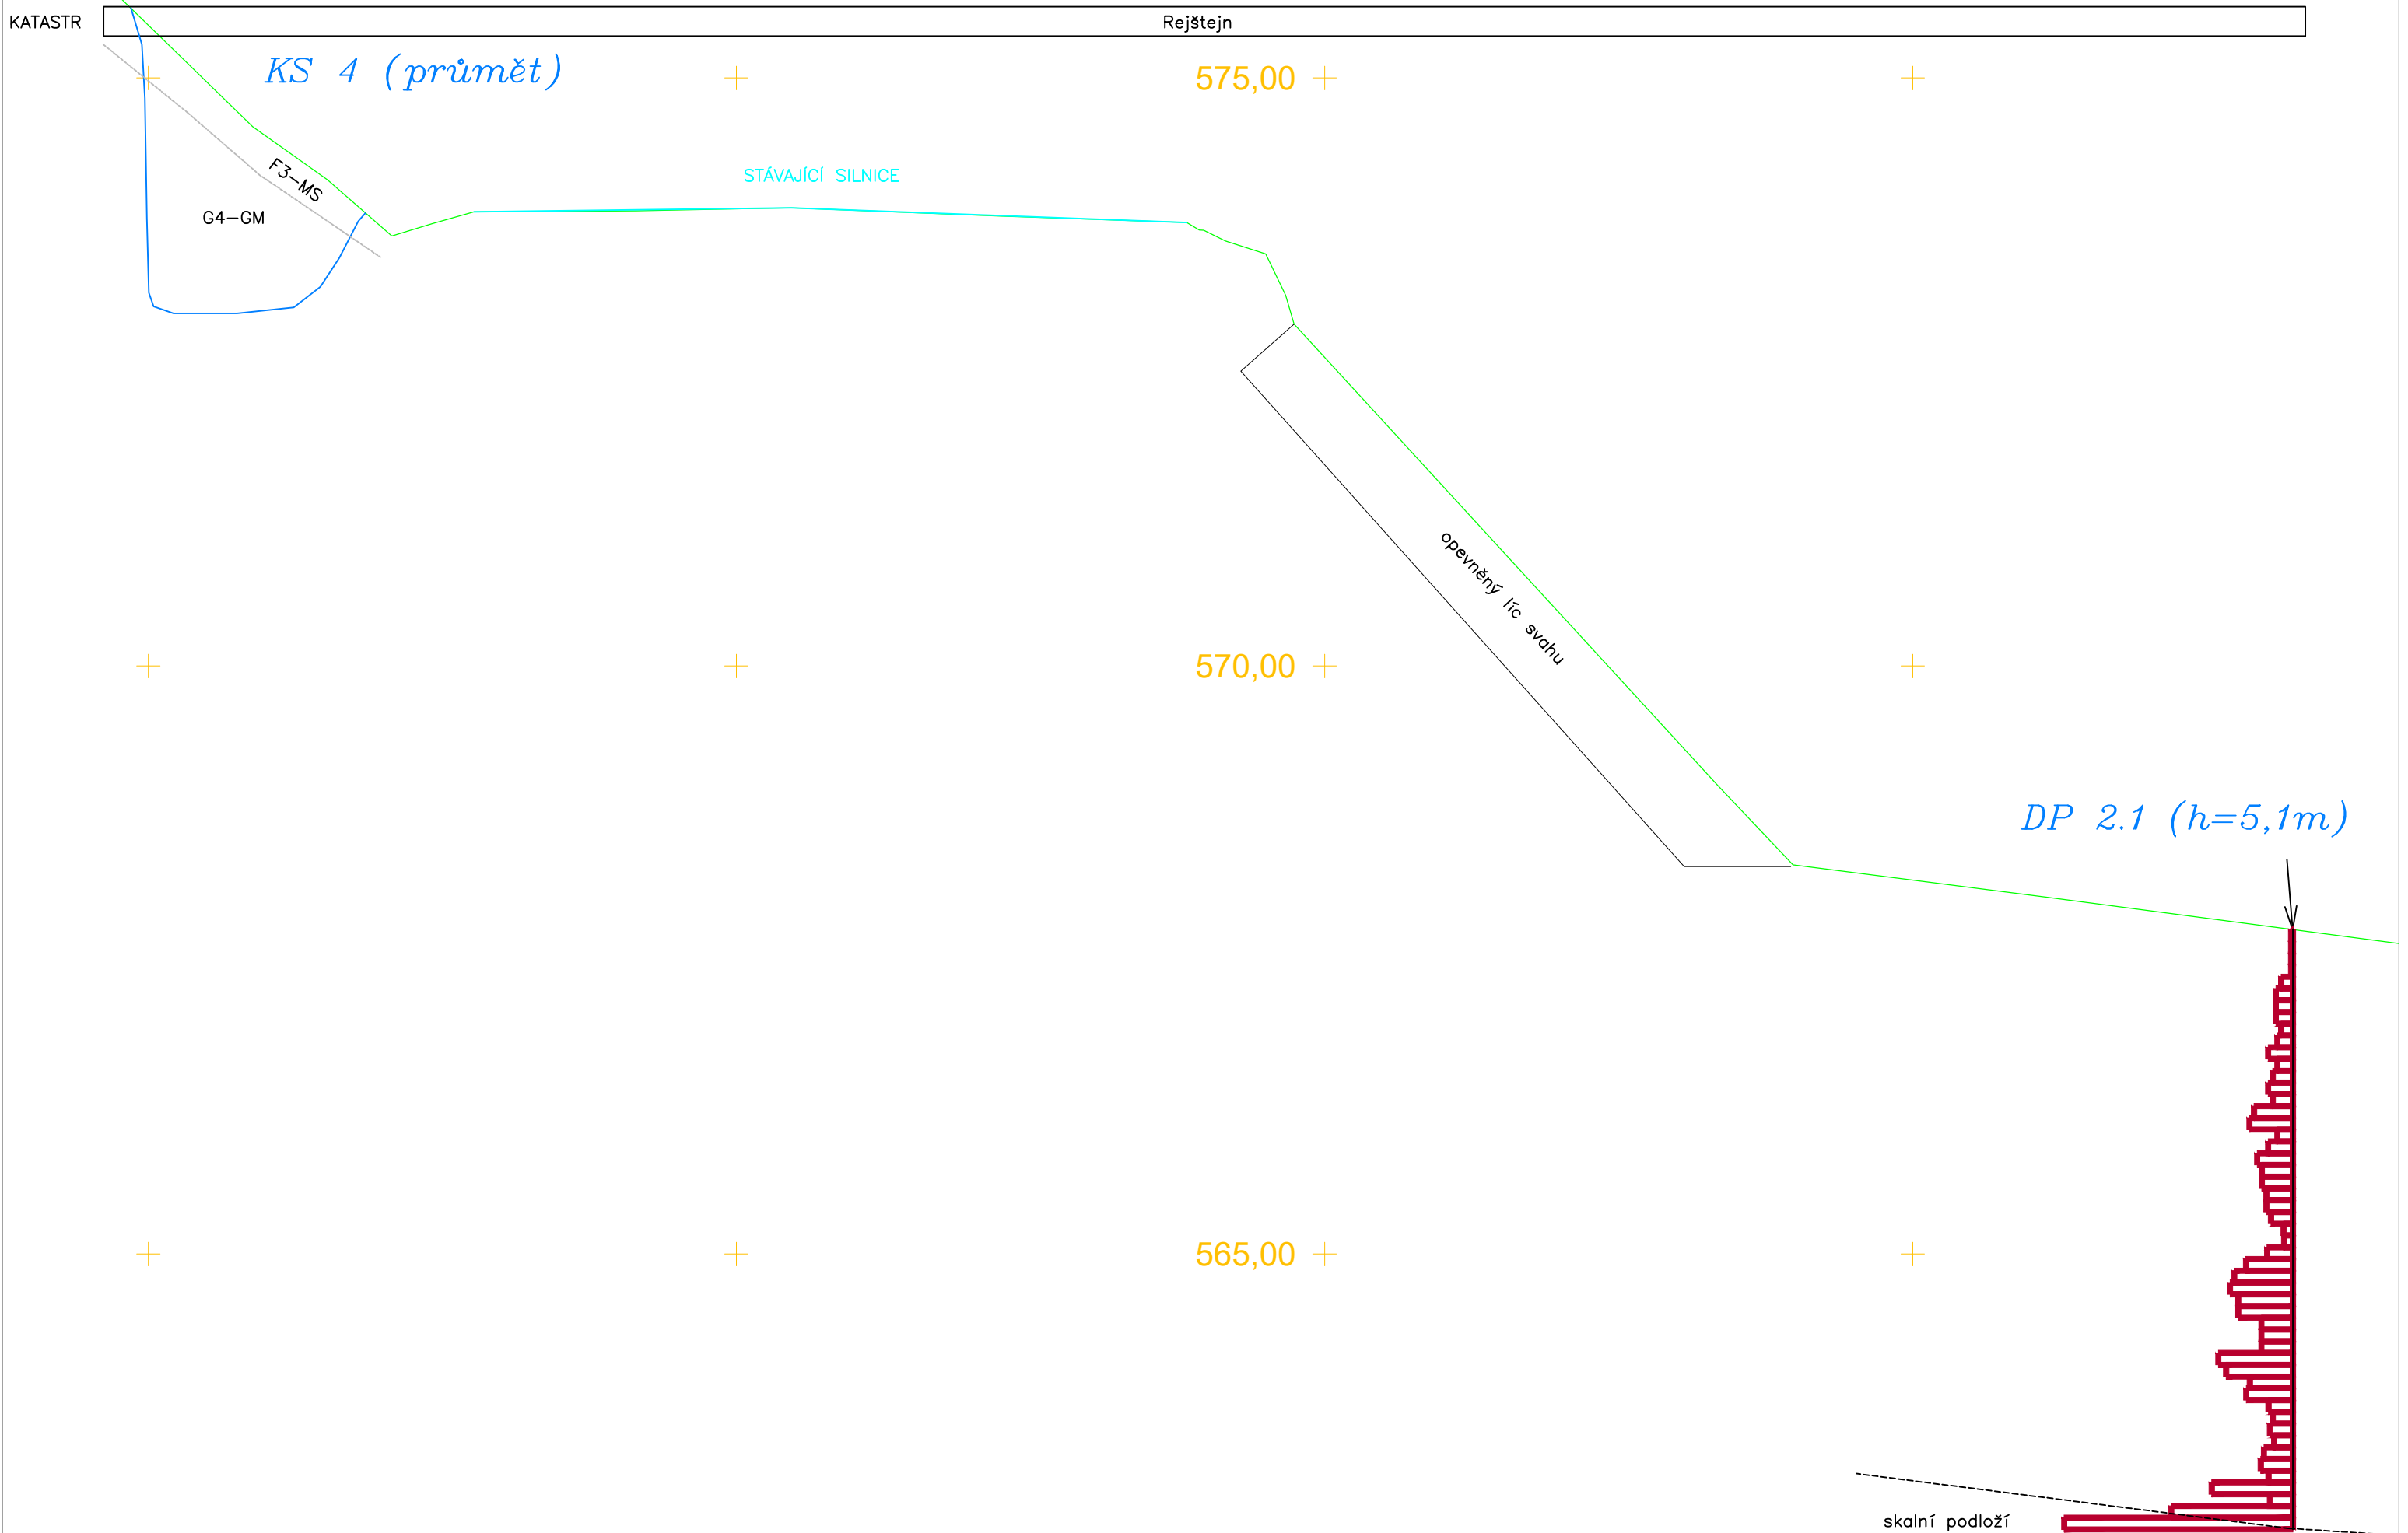 KATASTR
Rejštejn
KS 4 (průmět)
575,00
F3-MS
STÁVAJÍCÍ SILNICE
G4-GM
opevněný líc svahu
570,00
DP 2.1 (h=5,1m)
565,00
skalní podloží